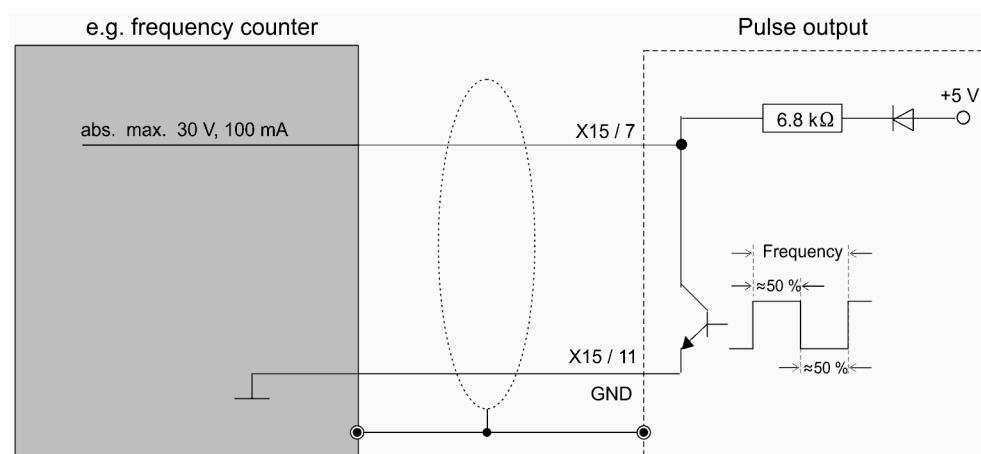 e.g. frequency counter
Pulse output
+5 V
6.8 kΩ
abs. max. 30 V, 100 mA
X15 / 7
Frequency
≈50 %
X15 / 11
≈50 %
GND